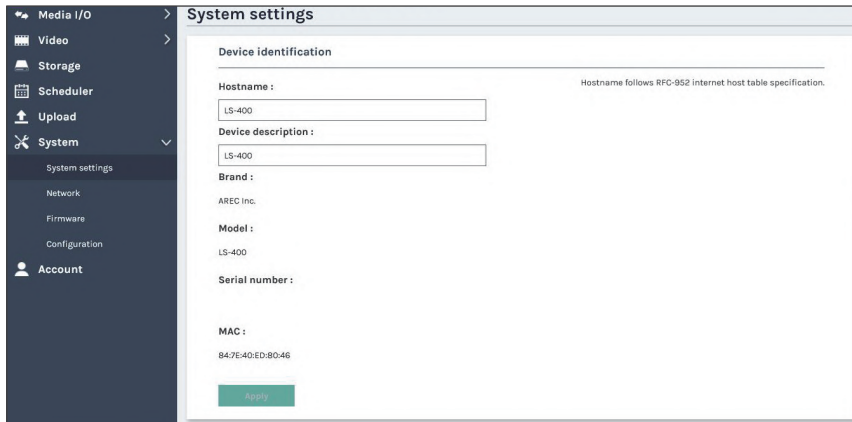 Media I/O
Video
Storage
Scheduler
Upload
System
System settings
Network
Firmware
Configuration
Account
System settings
Device identification
Hostname :
Hostname follows RFC-952 internet host table specification.
LS-400
Device description :
LS-400
Brand :
AREC Inc.
Model :
LS-400
Serial number :
MAC :
84:7E:40:ED:80:46
Apply